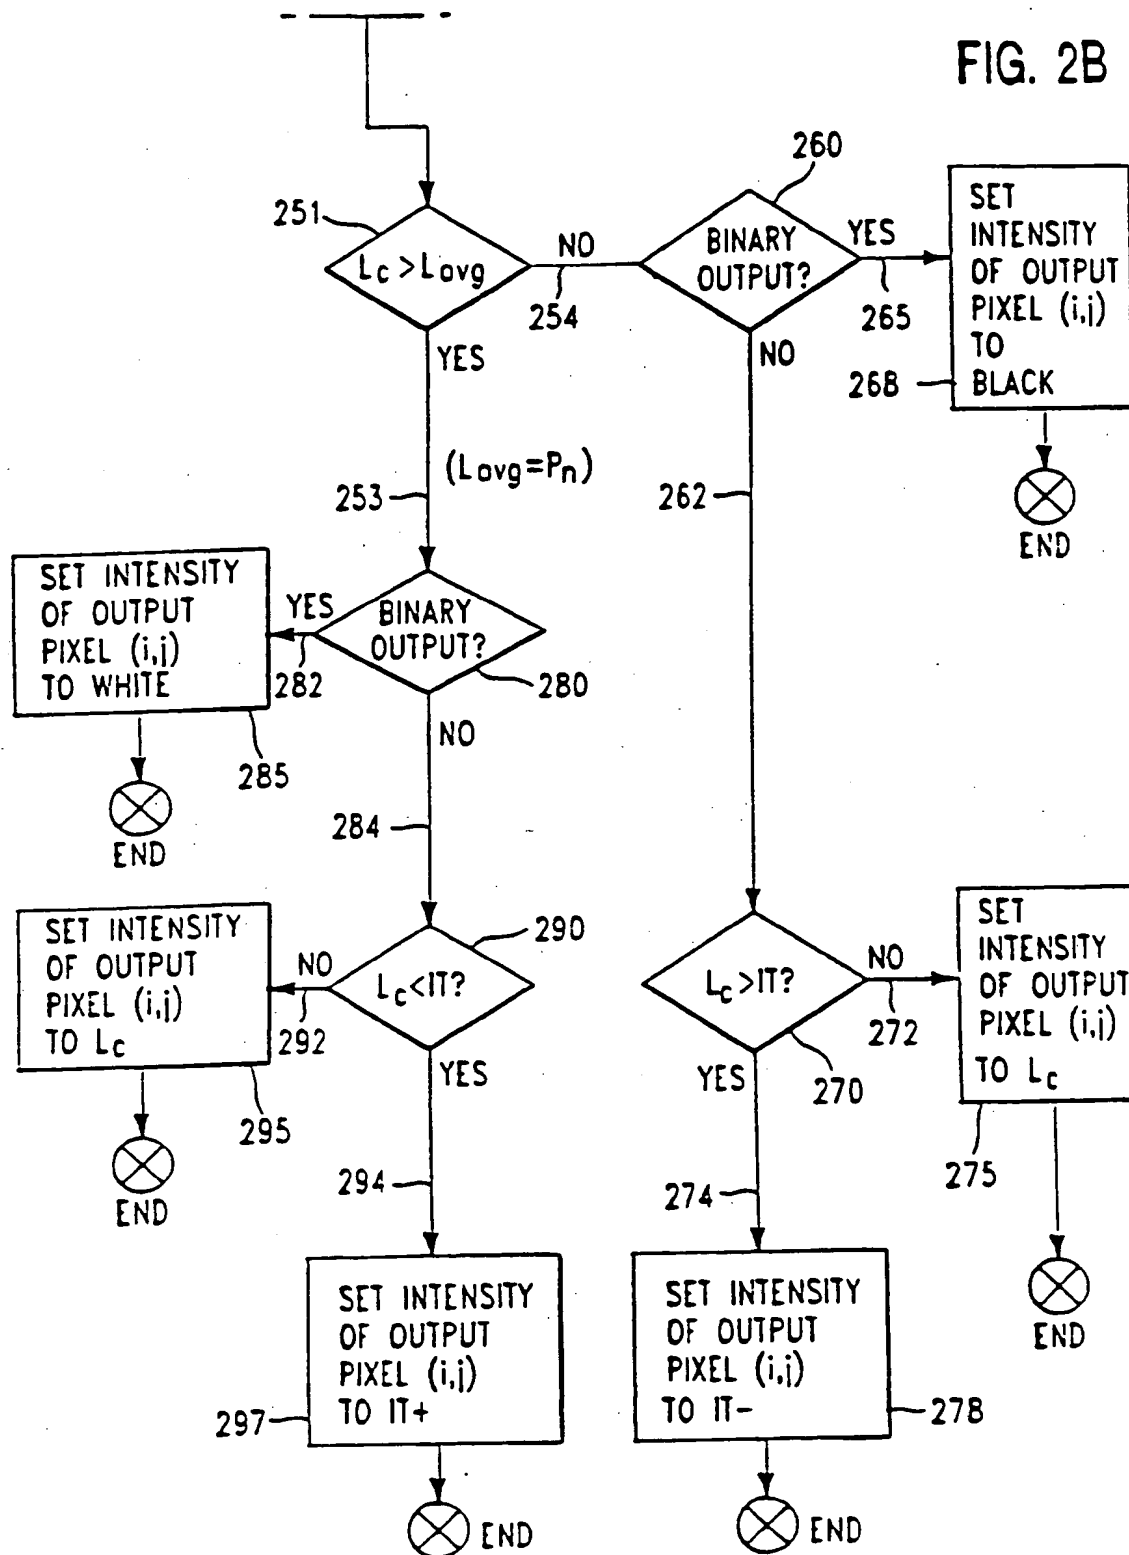 FIG. 2B
260
251
Lc > Lavg
NO
254
BINARY
OUTPUT?
YES
265
SET
INTENSITY
OF OUTPUT
PIXEL (i,j)
TO
BLACK
268
END
YES
NO
(Lavg=Pn)
253
262
SET INTENSITY
OF OUTPUT
PIXEL (i,j)
TO WHITE
285
END
YES
282
BINARY
OUTPUT?
280
NO
284
SET INTENSITY
OF OUTPUT
PIXEL (i,j)
TO Lc
295
END
NO
292
Lc<IT?
290
YES
294
Lc>IT?
270
NO
272
YES
274
SET
INTENSITY
OF OUTPUT
PIXEL (i,j)
TO Lc
275
END
SET INTENSITY
OF OUTPUT
PIXEL (i,j)
TO IT+
297
END
SET INTENSITY
OF OUTPUT
PIXEL (i,j)
TO IT-
278
END